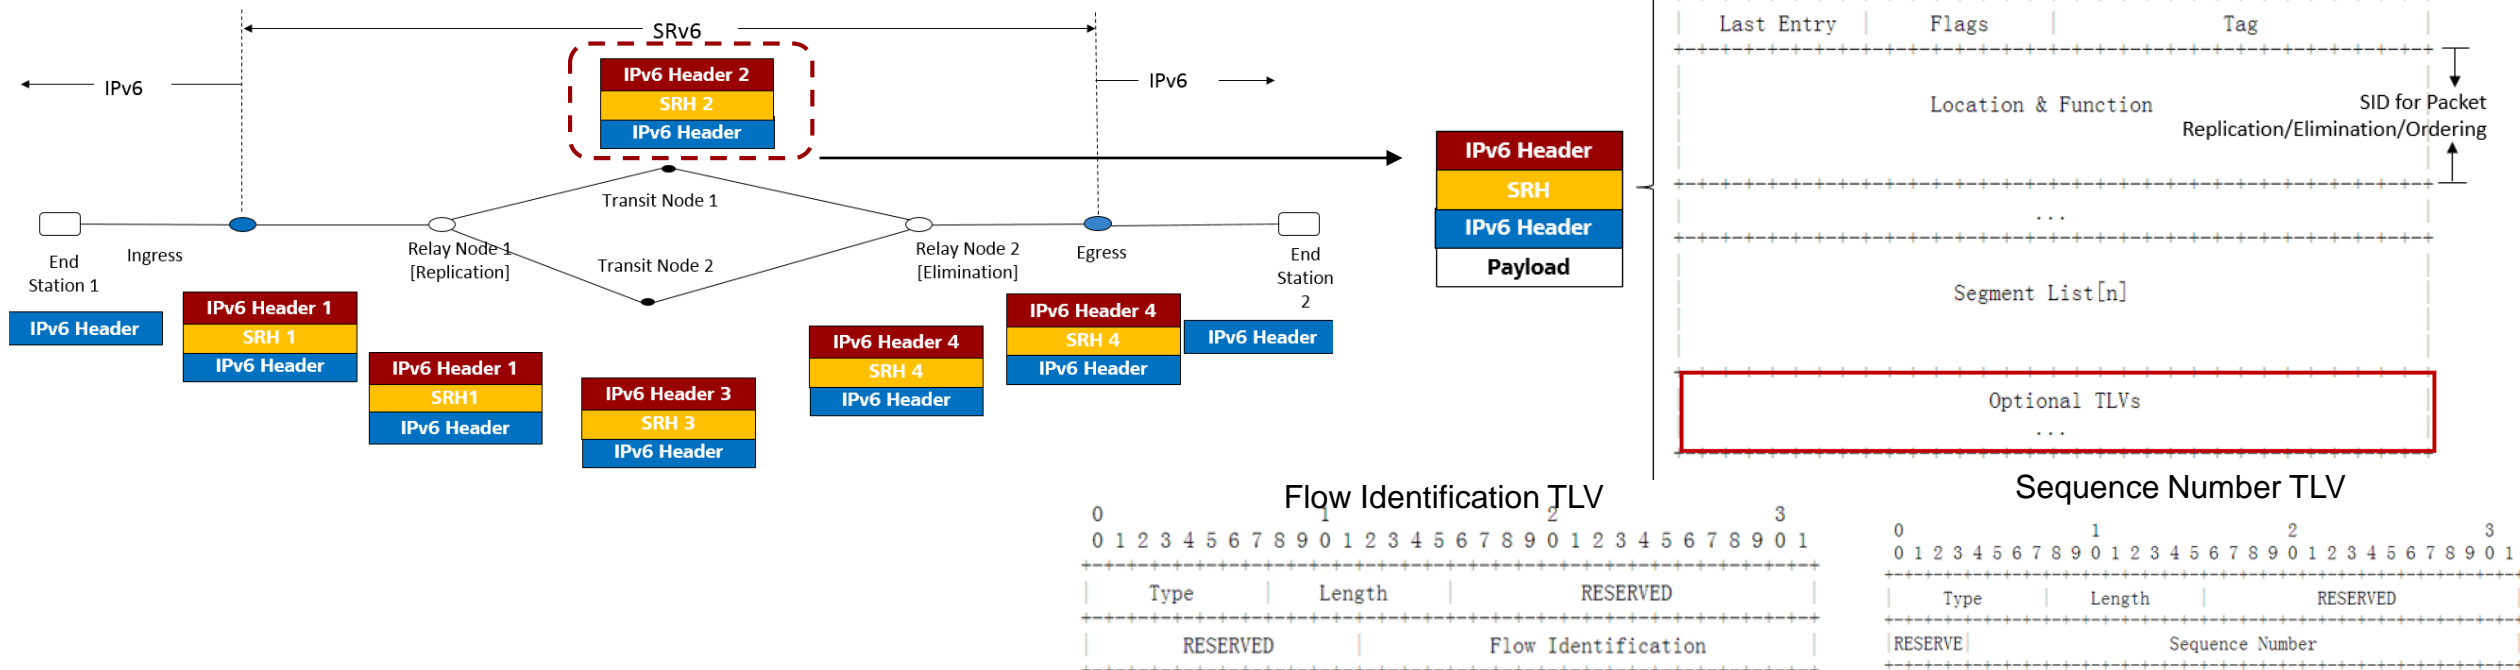 SRv6
IPv6
IPv6
IPv6 Header 2
SRH 2
IPv6 Header
Transit Node 1
Transit Node 2
End
Station 1
Ingress
Relay Node 1
[Replication]
Relay Node 2
[Elimination]
Egress
End
Station
2
IPv6 Header
IPv6 Header 1
SRH 1
IPv6 Header
IPv6 Header 1
SRH1
IPv6 Header
IPv6 Header 3
SRH 3
IPv6 Header
IPv6 Header 4
SRH 4
IPv6 Header
IPv6 Header 4
SRH 4
IPv6 Header
IPv6 Header
IPv6 Header
SRH
IPv6 Header
Payload
Last Entry | Flags | Tag
Location & Function
SID for Packet
Replication/Elimination/Ordering
...
Segment List[n]
Optional TLVs
...
Flow Identification TLV
0 1 2 3
0 1 2 3 4 5 6 7 8 9 0 1 2 3 4 5 6 7 8 9 0 1 2 3 4 5 6 7 8 9 0 1
Type | Length | RESERVED
RESERVED | Flow Identification
Sequence Number TLV
0 1 2 3
0 1 2 3 4 5 6 7 8 9 0 1 2 3 4 5 6 7 8 9 0 1 2 3 4 5 6 7 8 9 0 1
Type | Length | RESERVED
RESERVE | Sequence Number